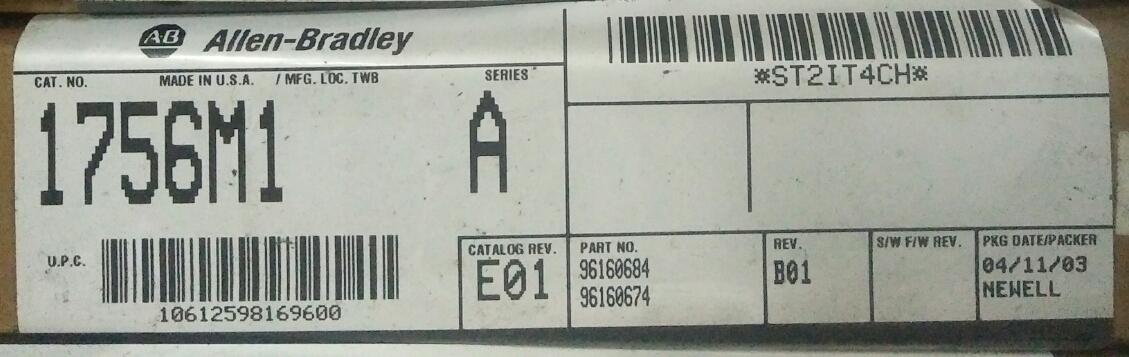 AB Allen-Bradley
CAT. NO. MADE IN U.S.A. / MFG. LOC. TWB SERIES
1756M1 A
*ST2IT4CH*
U.P.C.
10612598169600
CATALOG REV.
E01
PART NO.
96160684
96160674
REV.
B01
S/W F/W REV.
PKG DATE/PACKER
04/11/03
NEWELL